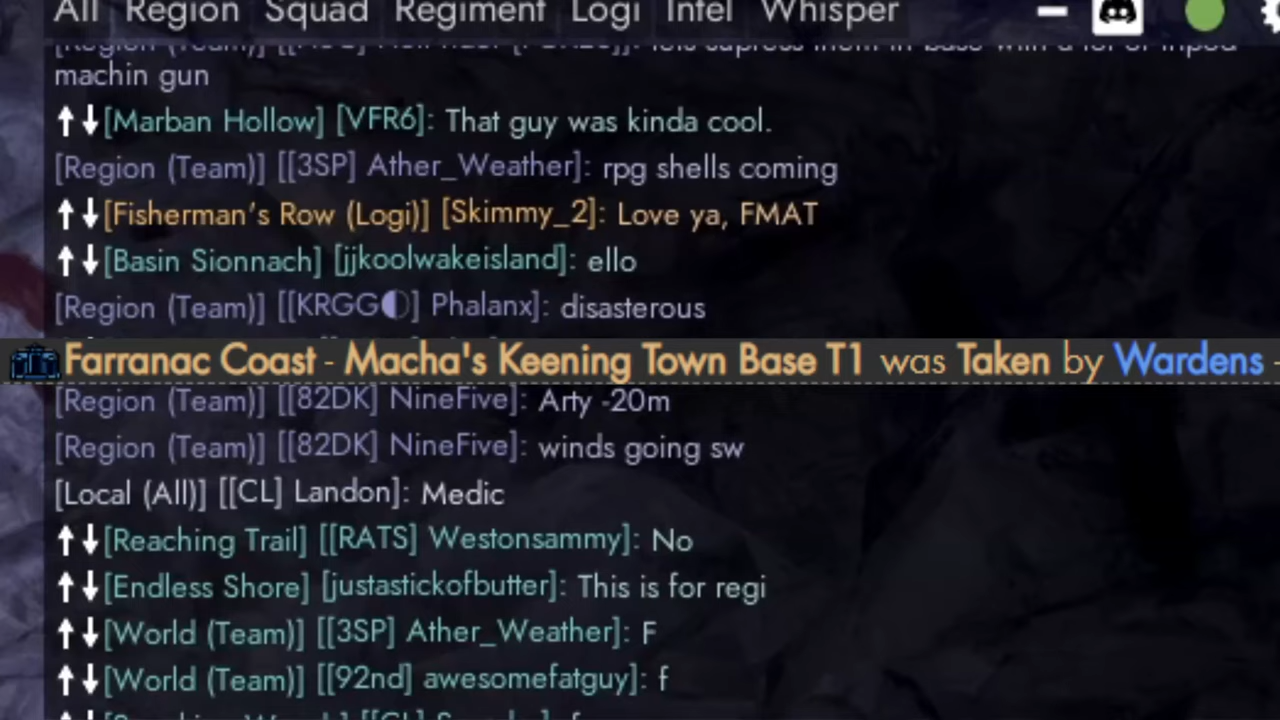 All Region Squad Regiment Logi Intel Whisper
machin gun
[Marban Hollow] [VFR6]: That guy was kinda cool.
[Region (Team)] [[3SP] Ather_Weather]: rpg shells coming
[Fisherman's Row (Logi)] [Skimmy_2]: Love ya, FMAT
[Basin Sionnach] [jjkoolwakeisland]: ello
[Region (Team)] [[KRGG◐] Phalanx]: disasterous
Farranac Coast - Macha's Keening Town Base T1 was Taken by Wardens -
[Region (Team)] [[82DK] NineFive]: Arty -20m
[Region (Team)] [[82DK] NineFive]: winds going sw
[Local (All)] [[CL] Landon]: Medic
[Reaching Trail] [[RATS] Westonsammy]: No
[Endless Shore] [justastickofbutter]: This is for regi
[World (Team)] [[3SP] Ather_Weather]: F
[World (Team)] [[92nd] awesomefatguy]: f